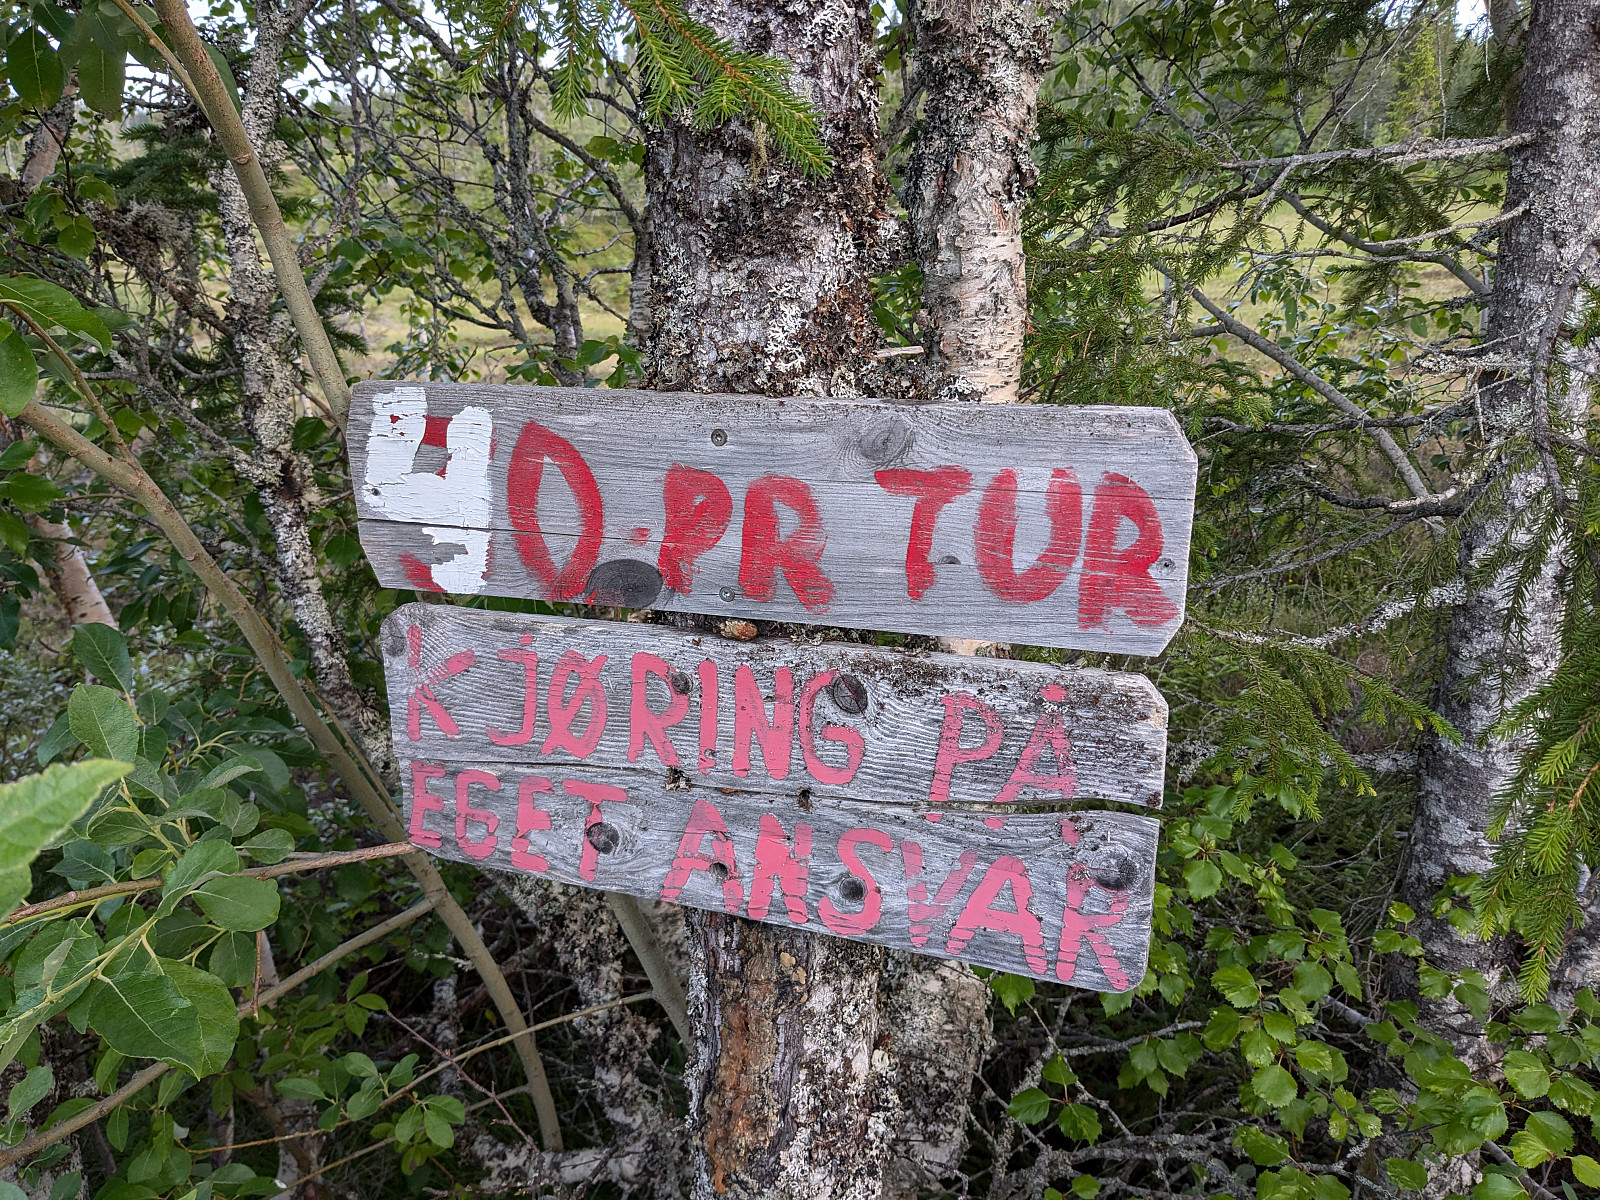 40.PR TUR
KJØRING PÅ
EGET ANSVAR